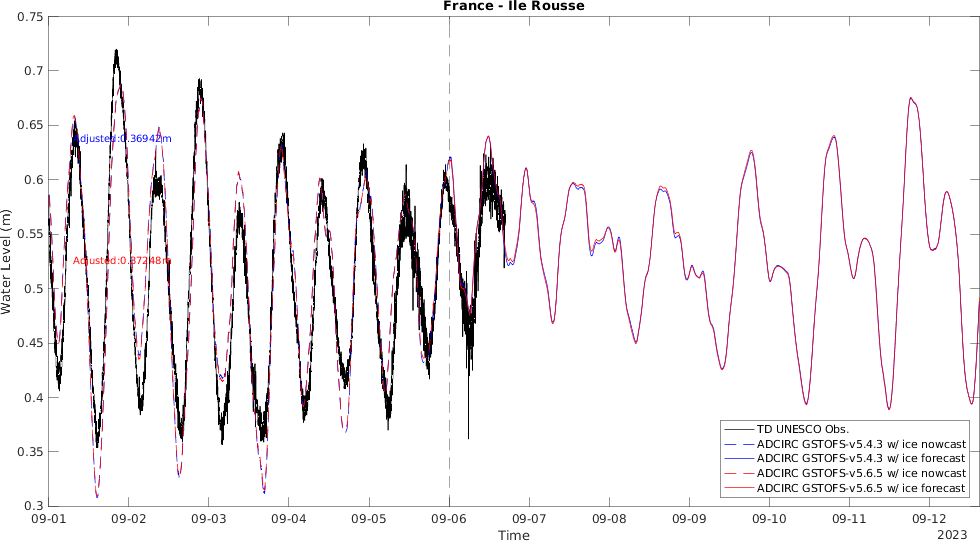 France - Ile Rousse
0.75
0.7
0.65
0.6
0.55
0.5
0.45
0.4
0.35
0.3
Water Level (m)
Adjusted:0.36942m
Adjusted:0.37248m
TD UNESCO Obs.
ADCIRC GSTOFS-v5.4.3 w/ ice nowcast
ADCIRC GSTOFS-v5.4.3 w/ ice forecast
ADCIRC GSTOFS-v5.6.5 w/ ice nowcast
ADCIRC GSTOFS-v5.6.5 w/ ice forecast
09-01 09-02 09-03 09-04 09-05 09-06 09-07 09-08 09-09 09-10 09-11 09-12
Time
2023